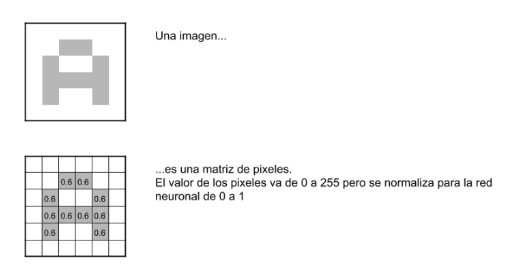 Una imagen...
...es una matriz de pixeles.
El valor de los pixeles va de 0 a 255 pero se normaliza para la red
neuronal de 0 a 1
0.6 0.6
0.6 0.6
0.6 0.6 0.6 0.6
0.6 0.6